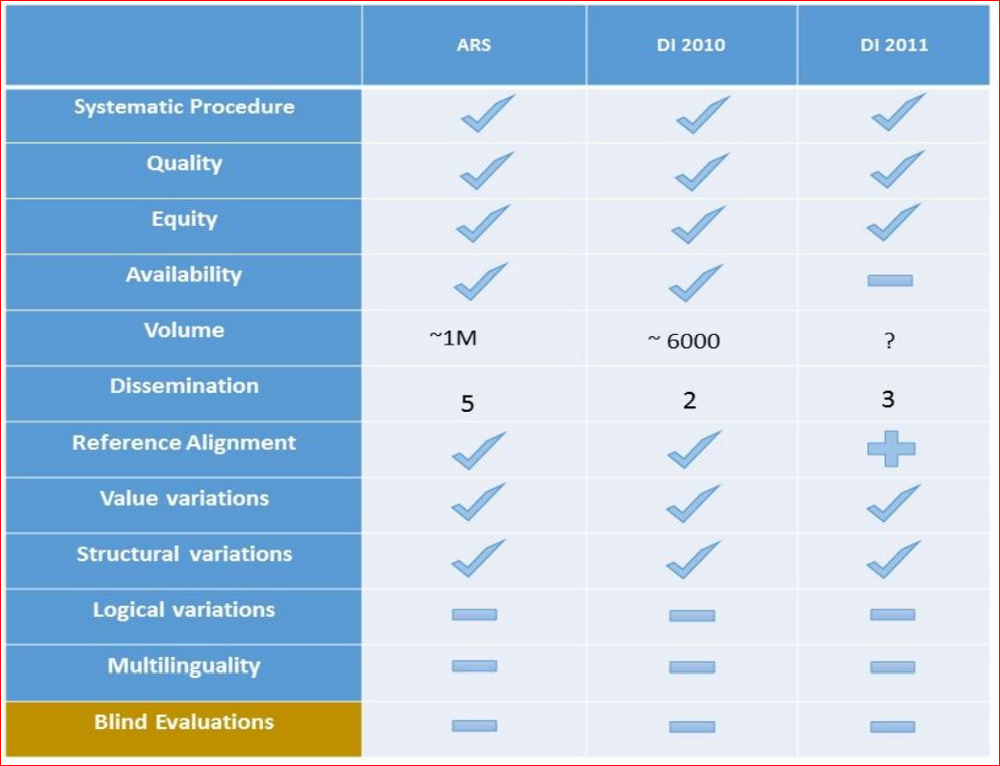 ARS DI 2010 DI 2011
Systematic Procedure
Quality
Equity
Availability
Volume ~1M ~ 6000 ?
Dissemination 5 2 3
Reference Alignment
Value variations
Structural variations
Logical variations
Multilinguality
Blind Evaluations